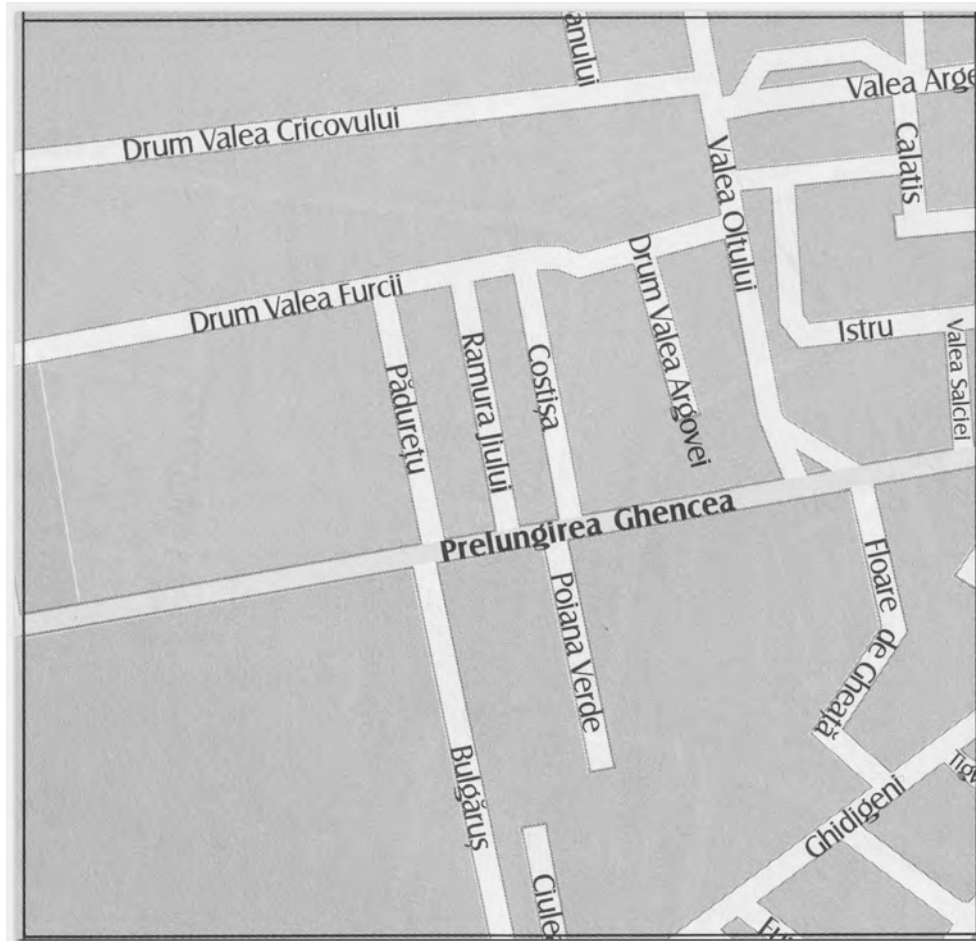 anului
Valea Arge
Drum Valea Cricovului
Calatis
Valea Oltului
Drum Valea Furcii
Drum Valea Argovei
Istru
Valea Salciei
Pădurețu
Ramura Jiului
Costișa
Prelungirea Ghencea
Floare de Gheață
Poiana Verde
Bulgăruș
Ghidigeni
Ciulei